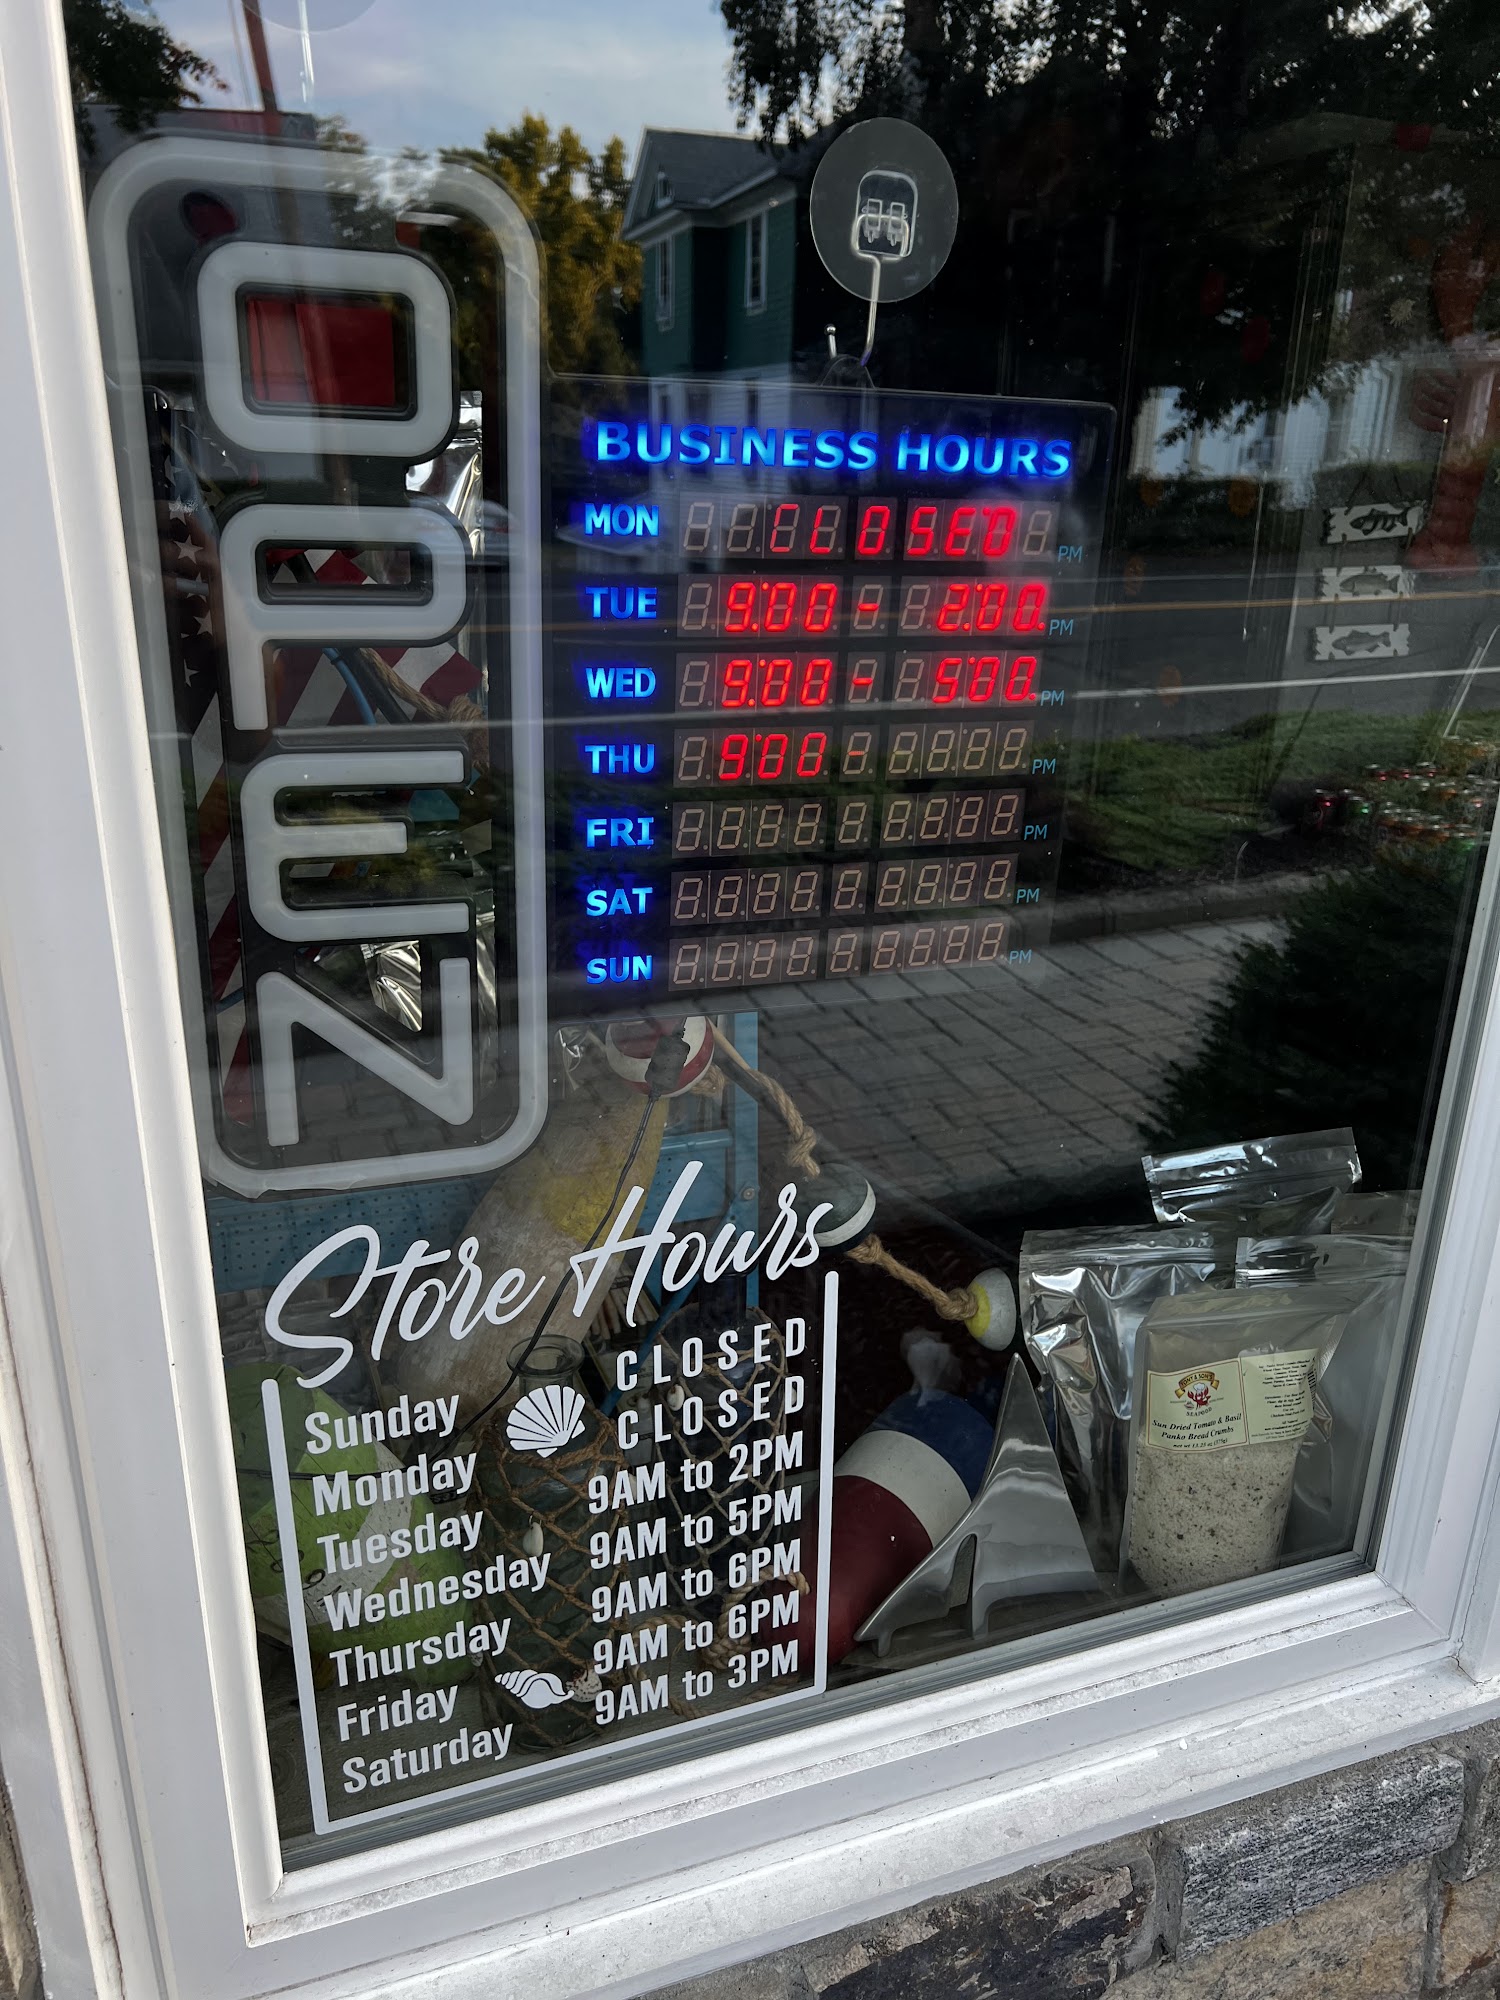 OPEN
BUSINESS HOURS
MON CLOSED PM
TUE 9:00 - 2:00 PM
WED 9:00 - 5:00 PM
THU 9:00 - PM
FRI PM
SAT PM
SUN PM
Store Hours
Sunday CLOSED
Monday CLOSED
Tuesday 9AM to 2PM
Wednesday 9AM to 5PM
Thursday 9AM to 6PM
Friday 9AM to 6PM
Saturday 9AM to 3PM
SEAFOOD
Sun Dried Tomato & Basil
Panko Bread Crumbs